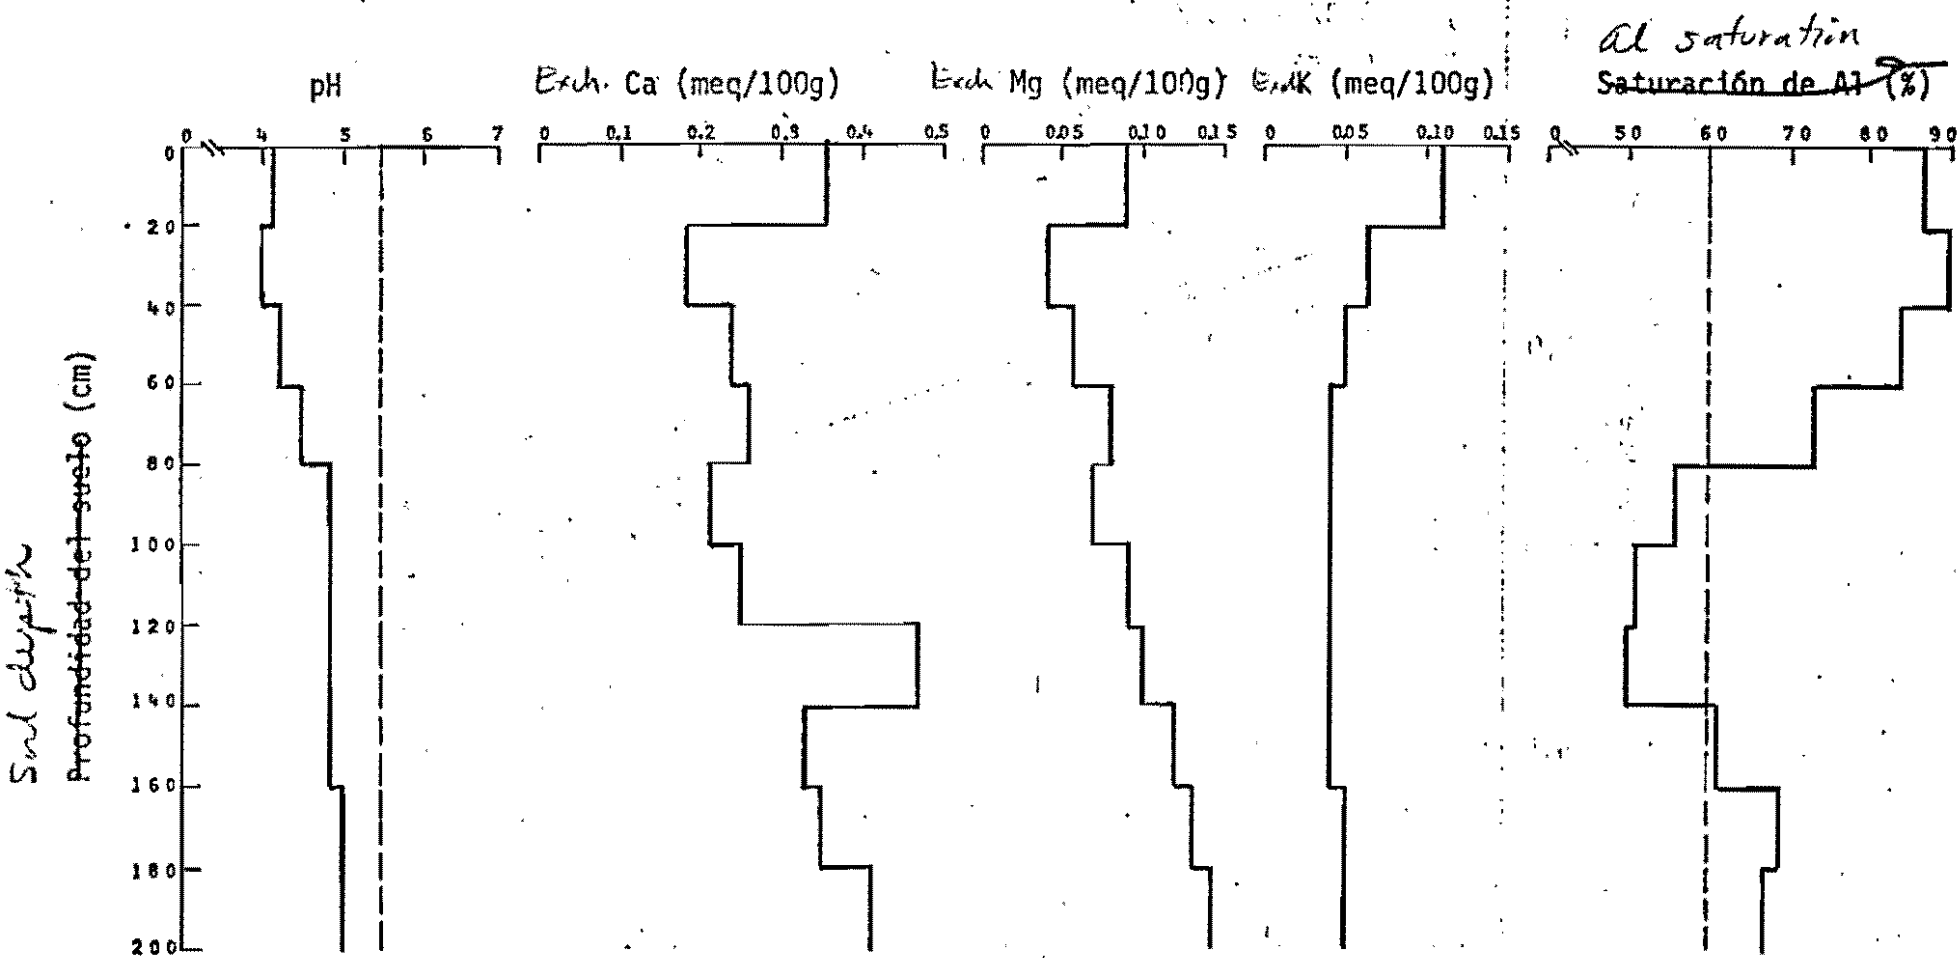 Al saturation
pH
Exch. Ca (meq/100g)
Exch Mg (meq/100g)
Exch K (meq/100g)
Saturación de Al (%)
0 4 5 6 7
0 0.1 0.2 0.3 0.4 0.5
0 0.05 0.10 0.15
0 0.05 0.10 0.15
0 50 60 70 80 90
0
20
40
60
80
100
120
140
160
180
200
Soil depth
Profundidad del suelo (cm)